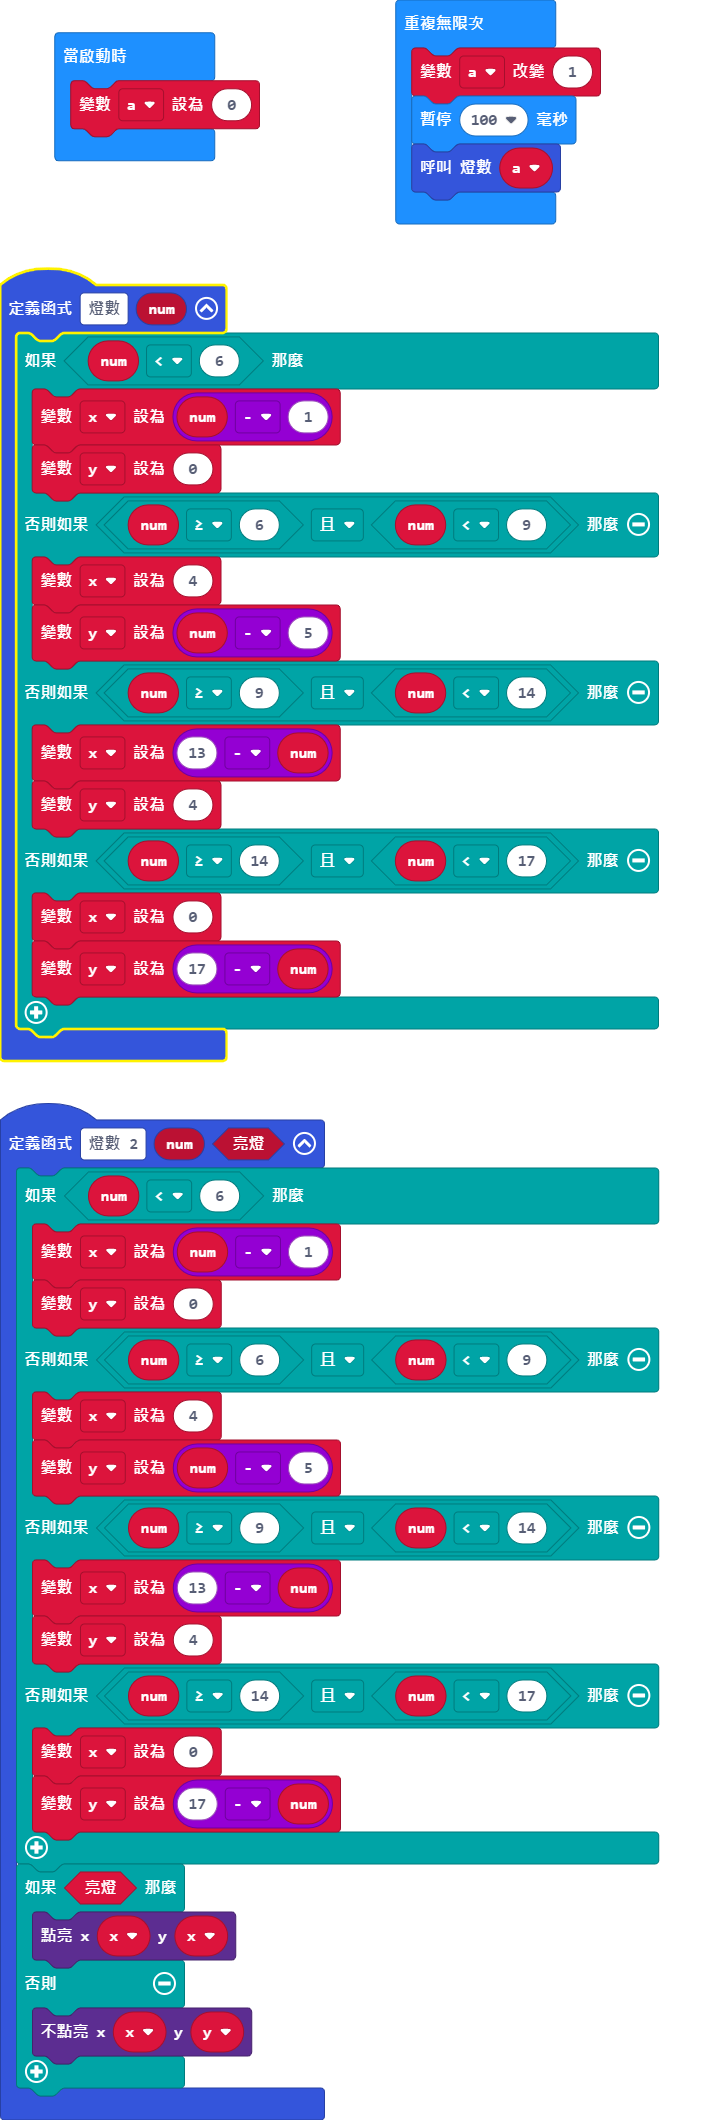 當啟動時
變數 a 設為 0
重複無限次
變數 a 改變 1
暫停 100 毫秒
呼叫 燈數 a
定義函式 燈數 num
如果 num < 6 那麼
變數 x 設為 num - 1
變數 y 設為 0
否則如果 num ≥ 6 且 num < 9 那麼
變數 x 設為 4
變數 y 設為 num - 5
否則如果 num ≥ 9 且 num < 14 那麼
變數 x 設為 13 - num
變數 y 設為 4
否則如果 num ≥ 14 且 num < 17 那麼
變數 x 設為 0
變數 y 設為 17 - num
定義函式 燈數 2 num 亮燈
如果 num < 6 那麼
變數 x 設為 num - 1
變數 y 設為 0
否則如果 num ≥ 6 且 num < 9 那麼
變數 x 設為 4
變數 y 設為 num - 5
否則如果 num ≥ 9 且 num < 14 那麼
變數 x 設為 13 - num
變數 y 設為 4
否則如果 num ≥ 14 且 num < 17 那麼
變數 x 設為 0
變數 y 設為 17 - num
如果 亮燈 那麼
點亮 x x y x
否則
不點亮 x x y y